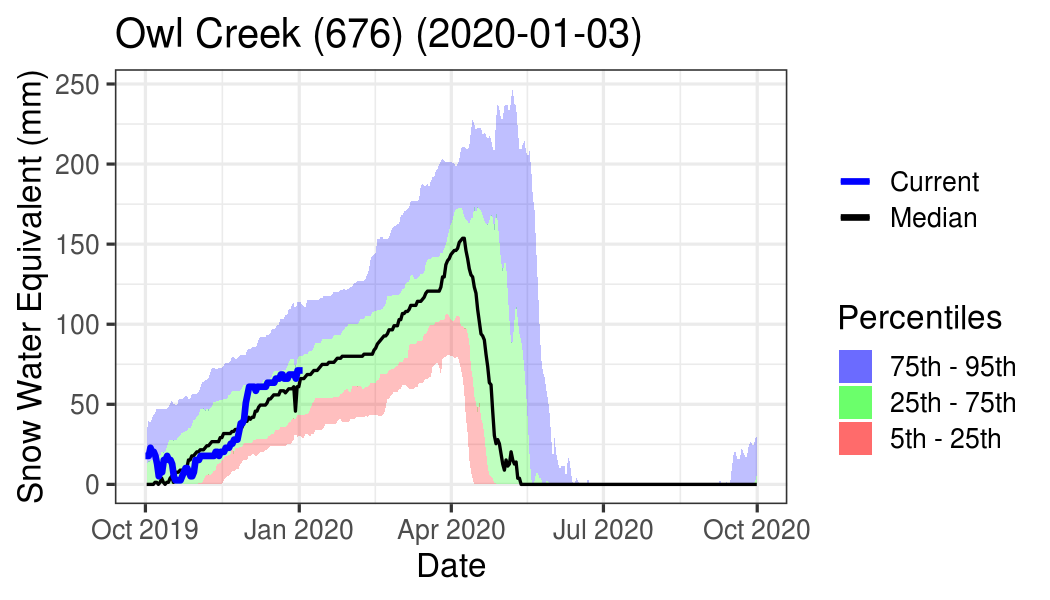 Owl Creek (676) (2020-01-03)
Snow Water Equivalent (mm)
250
200
150
100
50
0
Oct 2019
Jan 2020
Apr 2020
Jul 2020
Oct 2020
Date
Current
Median
Percentiles
75th - 95th
25th - 75th
5th - 25th